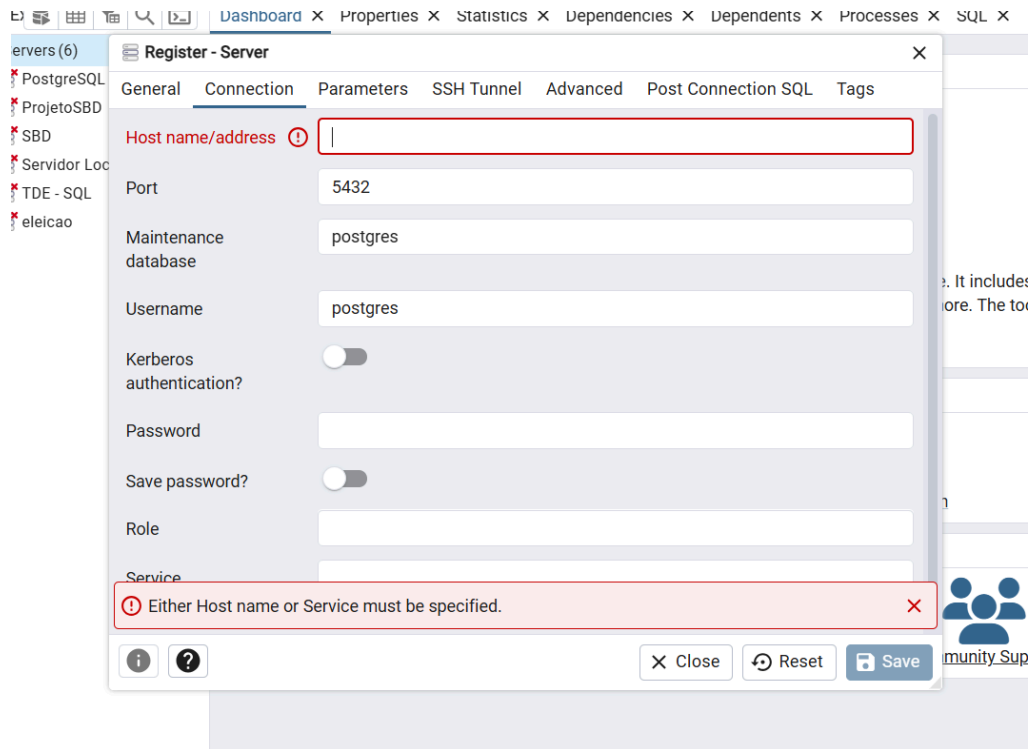 Dashboard Properties Statistics Dependencies Dependents Processes SQL
ervers (6)
PostgreSQL
ProjetoSBD
SBD
Servidor Loc
TDE - SQL
eleicao
Register - Server
General Connection Parameters SSH Tunnel Advanced Post Connection SQL Tags
Host name/address
Port 5432
Maintenance database postgres
Username postgres
Kerberos authentication?
Password
Save password?
Role
Service
Either Host name or Service must be specified.
Close Reset Save
e. It includes
ore. The too
n
munity Sup